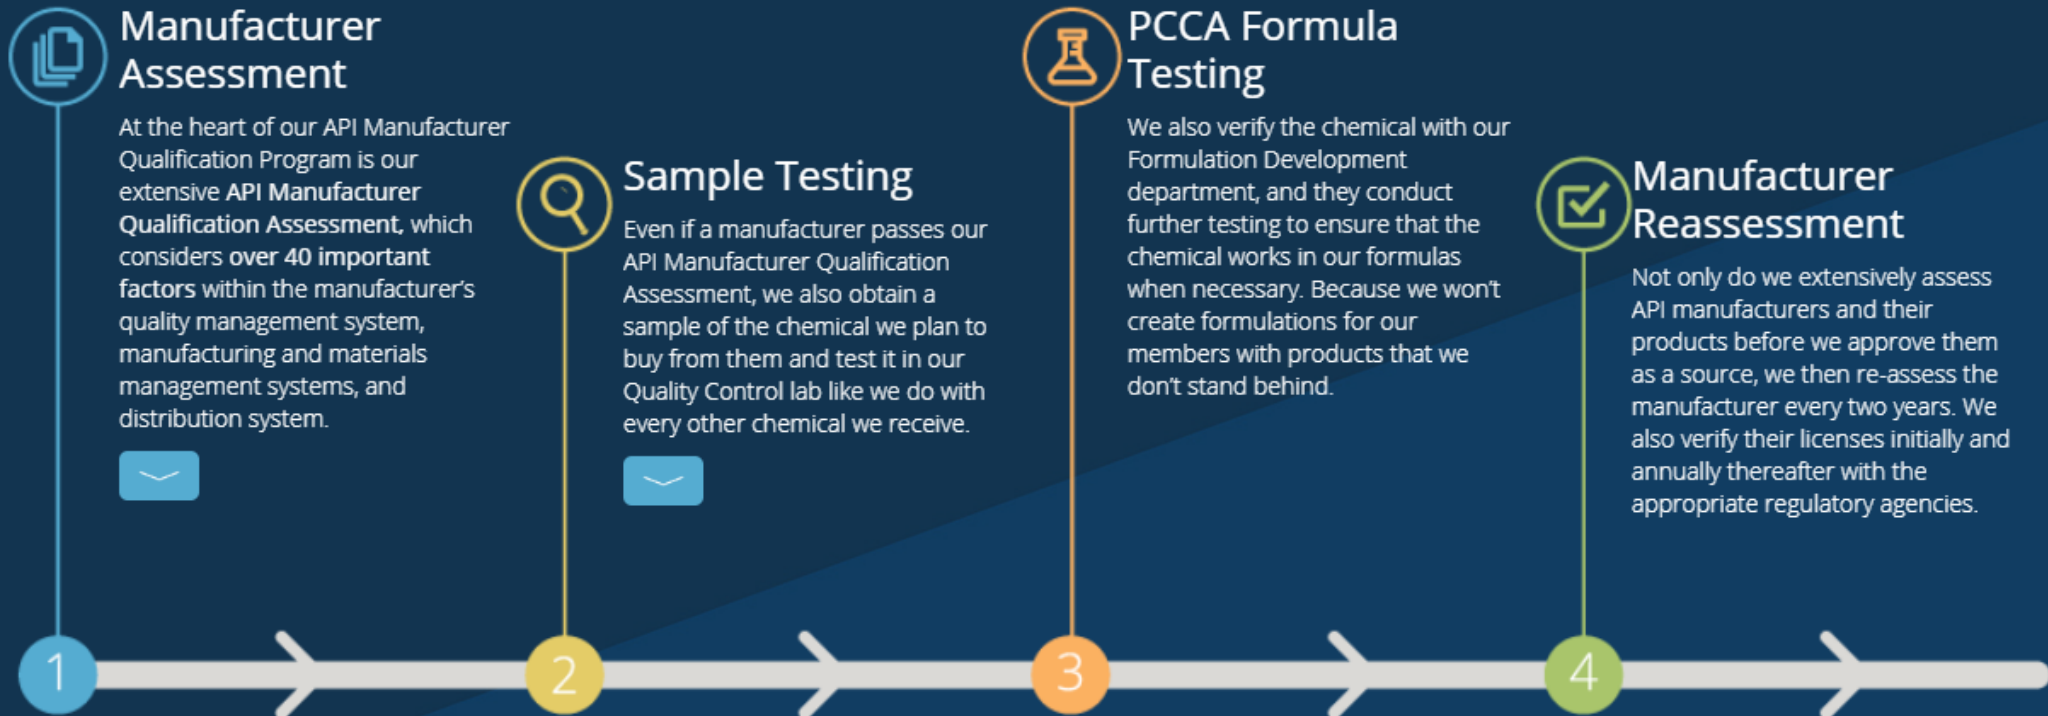 Manufacturer
Assessment
At the heart of our API Manufacturer
Qualification Program is our
extensive API Manufacturer
Qualification Assessment, which
considers over 40 important
factors within the manufacturer's
quality management system,
manufacturing and materials
management systems, and
distribution system.
Sample Testing
Even if a manufacturer passes our
API Manufacturer Qualification
Assessment, we also obtain a
sample of the chemical we plan to
buy from them and test it in our
Quality Control lab like we do with
every other chemical we receive.
PCCA Formula
Testing
We also verify the chemical with our
Formulation Development
department, and they conduct
further testing to ensure that the
chemical works in our formulas
when necessary. Because we won't
create formulations for our
members with products that we
don't stand behind.
Manufacturer
Reassessment
Not only do we extensively assess
API manufacturers and their
products before we approve them
as a source, we then re-assess the
manufacturer every two years. We
also verify their licenses initially and
annually thereafter with the
appropriate regulatory agencies.
1
2
3
4